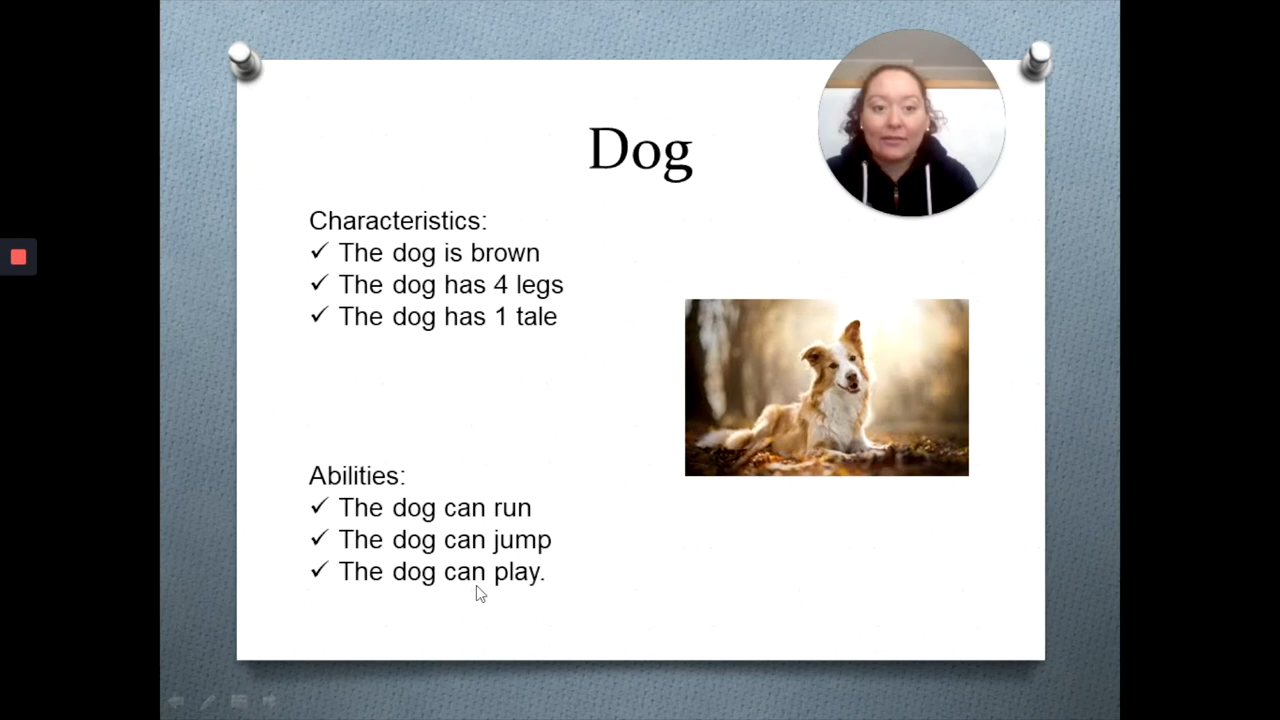 Dog
Characteristics:
✓ The dog is brown
✓ The dog has 4 legs
✓ The dog has 1 tale
Abilities:
✓ The dog can run
✓ The dog can jump
✓ The dog can play.